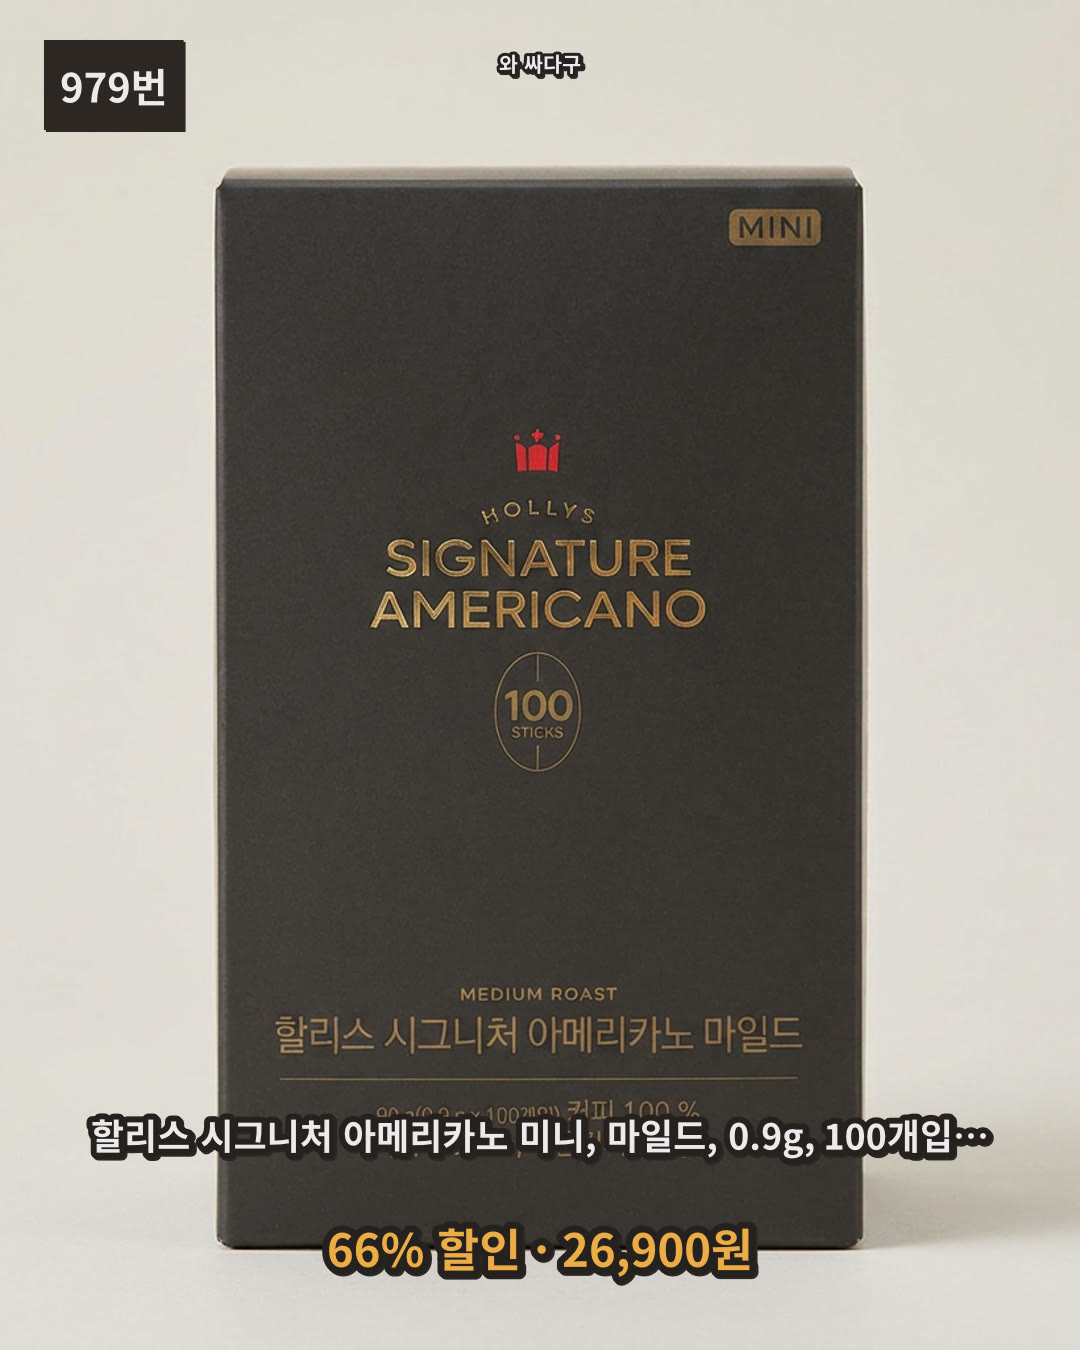 979번
와 싸다구
MINI
HOLLYS
SIGNATURE
AMERICANO
100
STICKS
MEDIUM ROAST
할리스 시그니처 아메리카노 마일드
커피 100 %
할리스 시그니처 아메리카노 미니, 마일드, 0.9g, 100개입…
66% 할인 · 26,900원